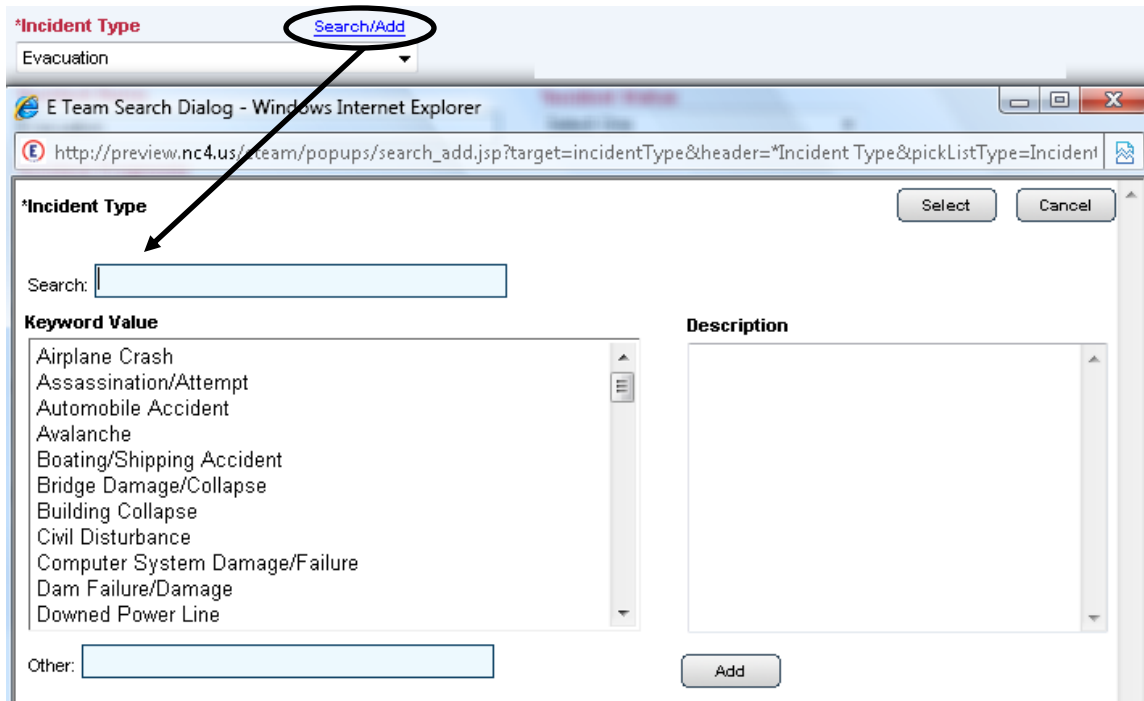 *Incident Type Search/Add
Evacuation
E Team Search Dialog - Windows Internet Explorer
http://preview.nc4.us/eteam/popups/search_add.jsp?target=incidentType&header=*Incident Type&pickListType=Incident
*Incident Type Select Cancel
Search:
Keyword Value Description
Airplane Crash
Assassination/Attempt
Automobile Accident
Avalanche
Boating/Shipping Accident
Bridge Damage/Collapse
Building Collapse
Civil Disturbance
Computer System Damage/Failure
Dam Failure/Damage
Downed Power Line
Other: Add